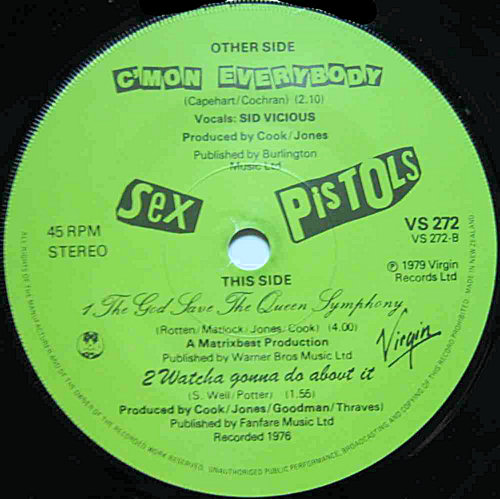 OTHER SIDE
C'MON EVERYBODY
(Capehart/Cochran) (2.10)
Vocals: SID VICIOUS
Produced by Cook/Jones
Published by Burlington
Music Ltd
Sex
PiSTOLS
45 RPM
STEREO
VS 272
VS 272-B
℗ 1979 Virgin
Records Ltd
THIS SIDE
1 The God Save The Queen Symphony
(Rotten/Matlock/Jones/Cook) (4.00)
A Matrixbeat Production
Published by Warner Bros Music Ltd
Virgin
2 Watcha gonna do about it
(S. Well/Potter) (1.55)
Produced by Cook/Jones/Goodman/Thraves)
Published by Fanfare Music Ltd
Recorded 1976
ALL RIGHTS OF THE MANUFACTURER AND OF THE OWNER OF THE RECORDED WORK RESERVED. UNAUTHORISED PUBLIC PERFORMANCE, BROADCASTING AND COPYING OF THIS RECORD PROHIBITED. MADE IN NEW ZEALAND